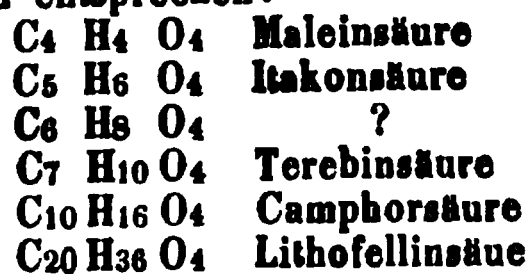 entsprechen:
C4 H4 O4 Maleinsäure
C5 H6 O4 Itakonsäure
C6 H8 O4 ?
C7 H10 O4 Terebinsäure
C10 H16 O4 Camphorsäure
C20 H36 O4 Lithofellinsäue